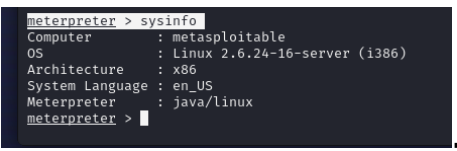 meterpreter > sysinfo
Computer        : metasploitable
OS              : Linux 2.6.24-16-server (i386)
Architecture    : x86
System Language : en_US
Meterpreter     : java/linux
meterpreter >